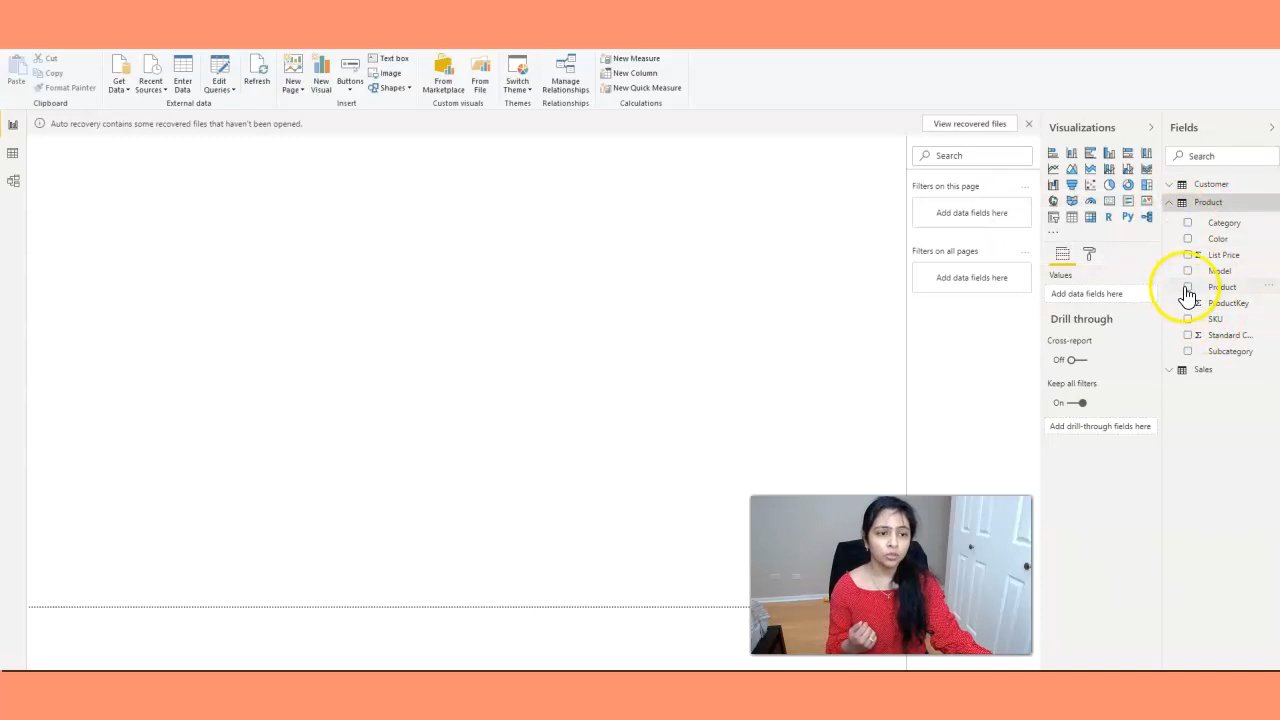 Cut
Copy
Format Painter
Paste
Clipboard
Get Data
Recent Sources
Enter Data
Edit Queries
External data
Refresh
New Page
New Visual
Buttons
Text box
Image
Shapes
Insert
From Marketplace
From File
Custom visuals
Switch Theme
Themes
Manage Relationships
Relationships
New Measure
New Column
New Quick Measure
Calculations
Auto recovery contains some recovered files that haven't been opened.
View recovered files
Search
Filters on this page
...
Add data fields here
Filters on all pages
...
Add data fields here
Visualizations
R
Py
...
Values
Add data fields here
Drill through
Cross-report
Off
Keep all filters
On
Add drill-through fields here
Fields
Search
Customer
Product
Category
Color
Σ List Price
Model
Product
...
Σ ProductKey
SKU
Σ Standard C...
Subcategory
Sales